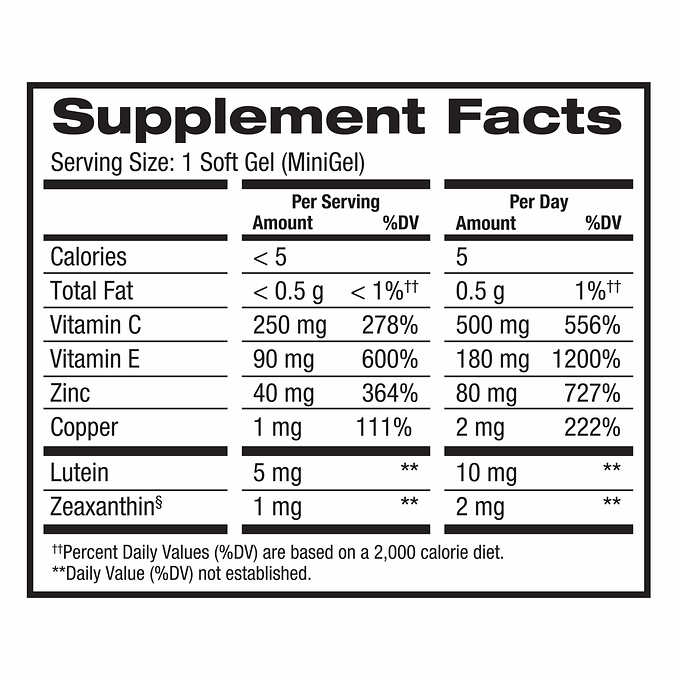 Supplement Facts
Serving Size: 1 Soft Gel (MiniGel)
Per Serving Per Day
Amount %DV Amount %DV
Calories < 5 5
Total Fat < 0.5 g < 1%†† 0.5 g 1%††
Vitamin C 250 mg 278% 500 mg 556%
Vitamin E 90 mg 600% 180 mg 1200%
Zinc 40 mg 364% 80 mg 727%
Copper 1 mg 111% 2 mg 222%
Lutein 5 mg ** 10 mg **
Zeaxanthin§ 1 mg ** 2 mg **
††Percent Daily Values (%DV) are based on a 2,000 calorie diet.
**Daily Value (%DV) not established.